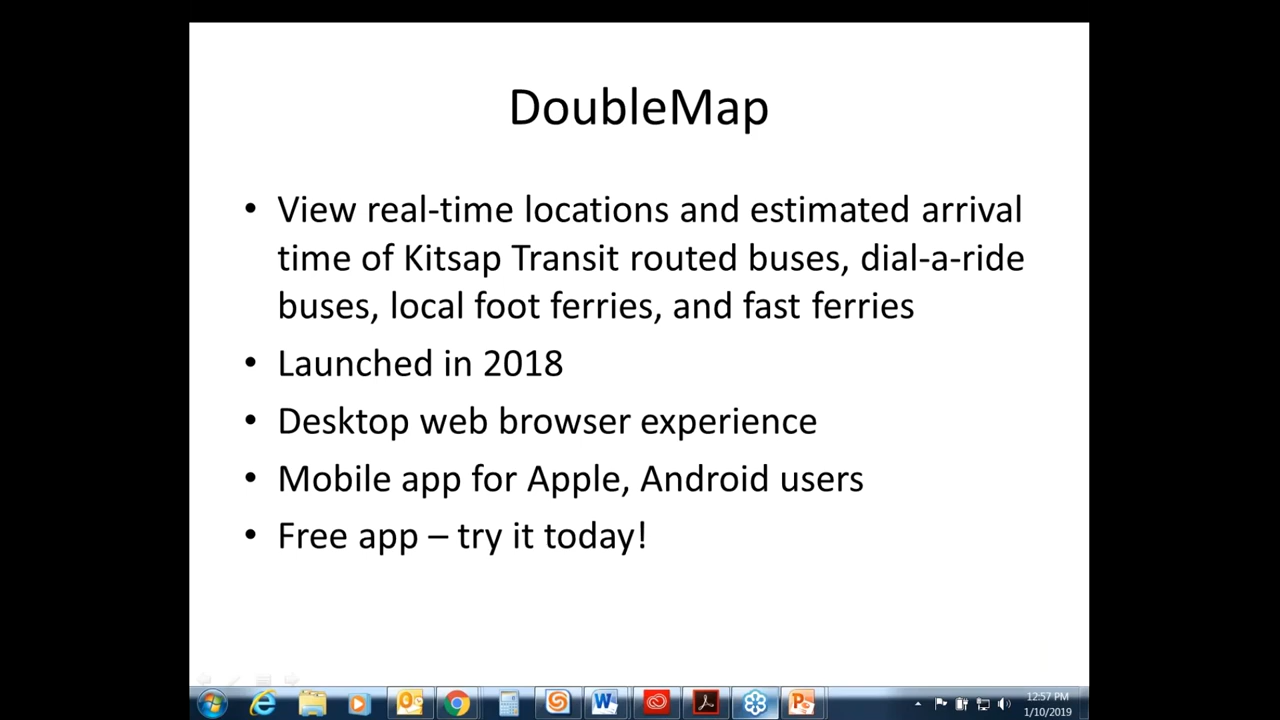 DoubleMap
• View real-time locations and estimated arrival
time of Kitsap Transit routed buses, dial-a-ride
buses, local foot ferries, and fast ferries
• Launched in 2018
• Desktop web browser experience
• Mobile app for Apple, Android users
• Free app – try it today!
12:57 PM
1/10/2019